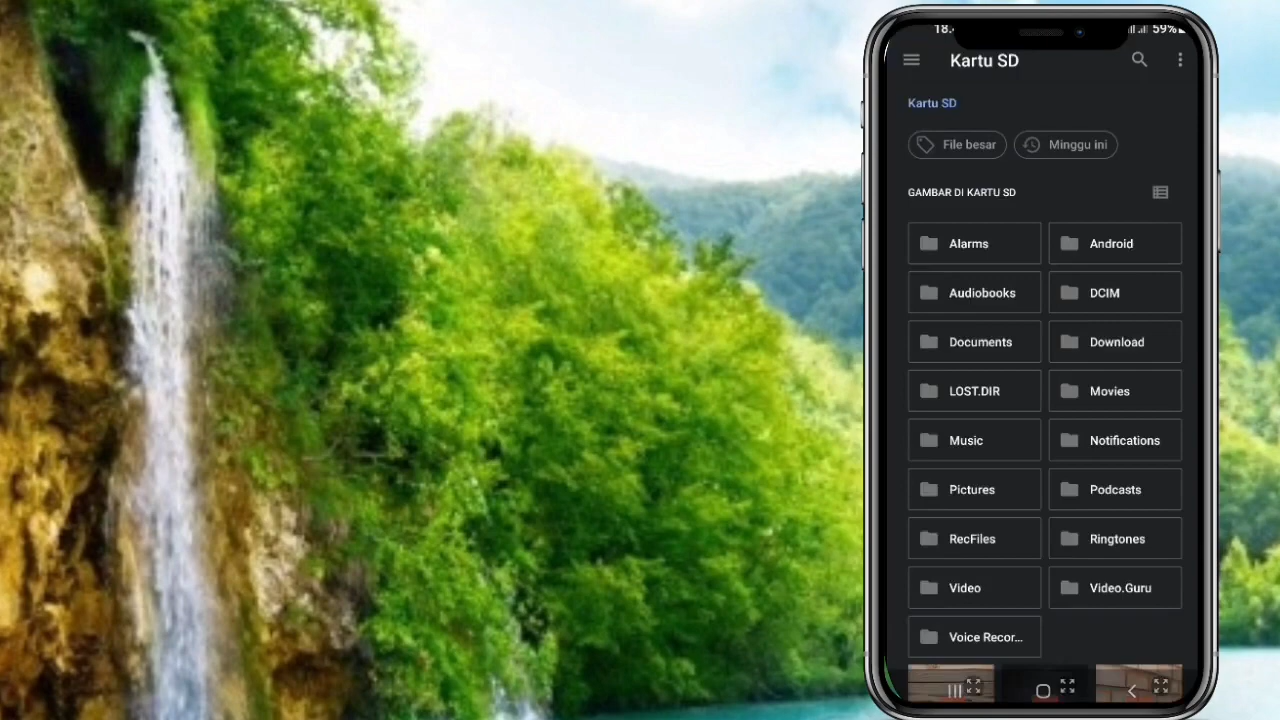 18.
59%
Kartu SD
Kartu SD
File besar
Minggu ini
GAMBAR DI KARTU SD
Alarms
Android
Audiobooks
DCIM
Documents
Download
LOST.DIR
Movies
Music
Notifications
Pictures
Podcasts
RecFiles
Ringtones
Video
Video.Guru
Voice Recor...